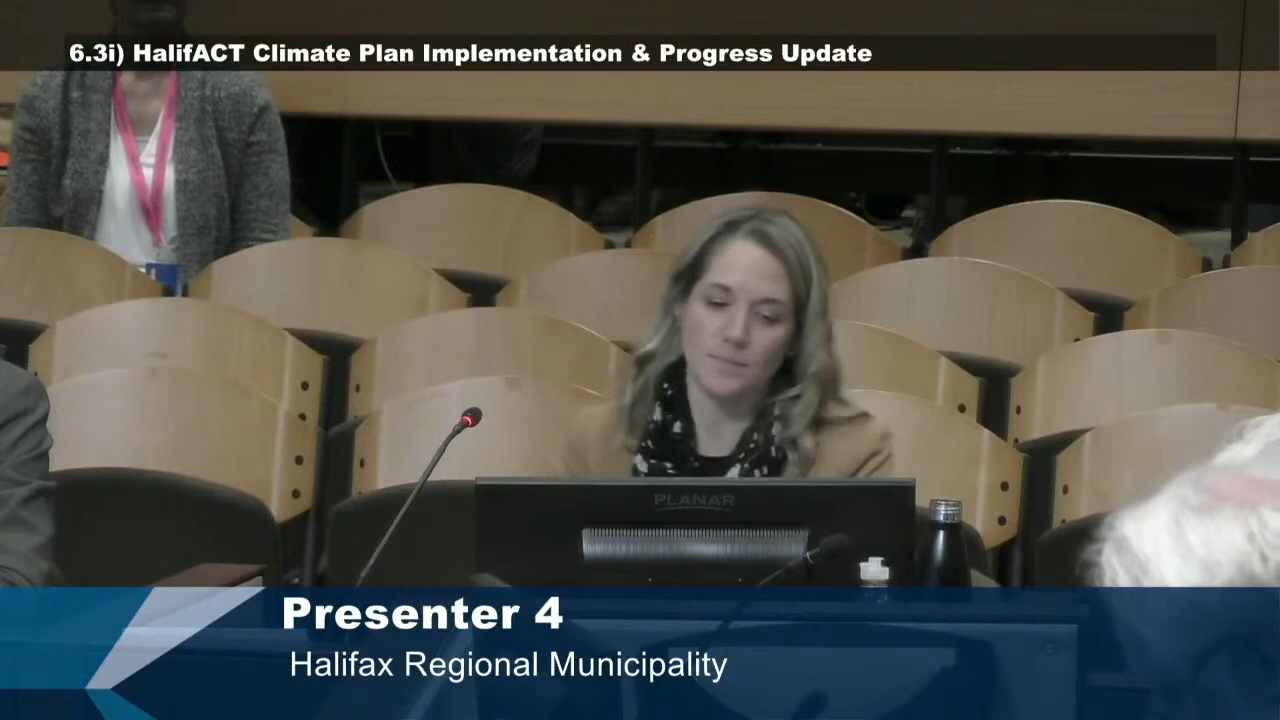 6.3i) HalifACT Climate Plan Implementation & Progress Update
PLANAR
Presenter 4
Halifax Regional Municipality